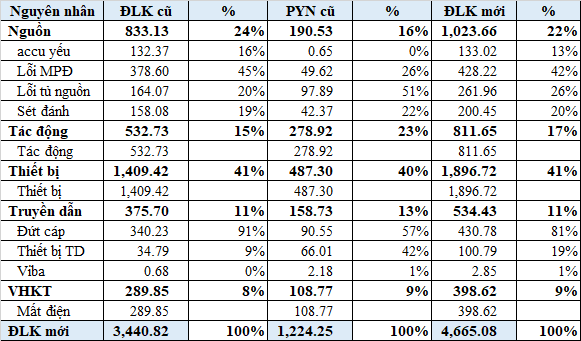 Nguyên nhân ĐLK cũ % PYN cũ % ĐLK mới %
Nguồn 833.13 24% 190.53 16% 1,023.66 22%
accu yếu 132.37 16% 0.65 0% 133.02 13%
Lỗi MPĐ 378.60 45% 49.62 26% 428.22 42%
Lỗi tủ nguồn 164.07 20% 97.89 51% 261.96 26%
Sét đánh 158.08 19% 42.37 22% 200.45 20%
Tác động 532.73 15% 278.92 23% 811.65 17%
Tác động 532.73 278.92 811.65
Thiết bị 1,409.42 41% 487.30 40% 1,896.72 41%
Thiết bị 1,409.42 487.30 1,896.72
Truyền dẫn 375.70 11% 158.73 13% 534.43 11%
Đứt cáp 340.23 91% 90.55 57% 430.78 81%
Thiết bị TD 34.79 9% 66.01 42% 100.79 19%
Viba 0.68 0% 2.18 1% 2.85 1%
VHKT 289.85 8% 108.77 9% 398.62 9%
Mất điện 289.85 108.77 398.62
ĐLK mới 3,440.82 100% 1,224.25 100% 4,665.08 100%